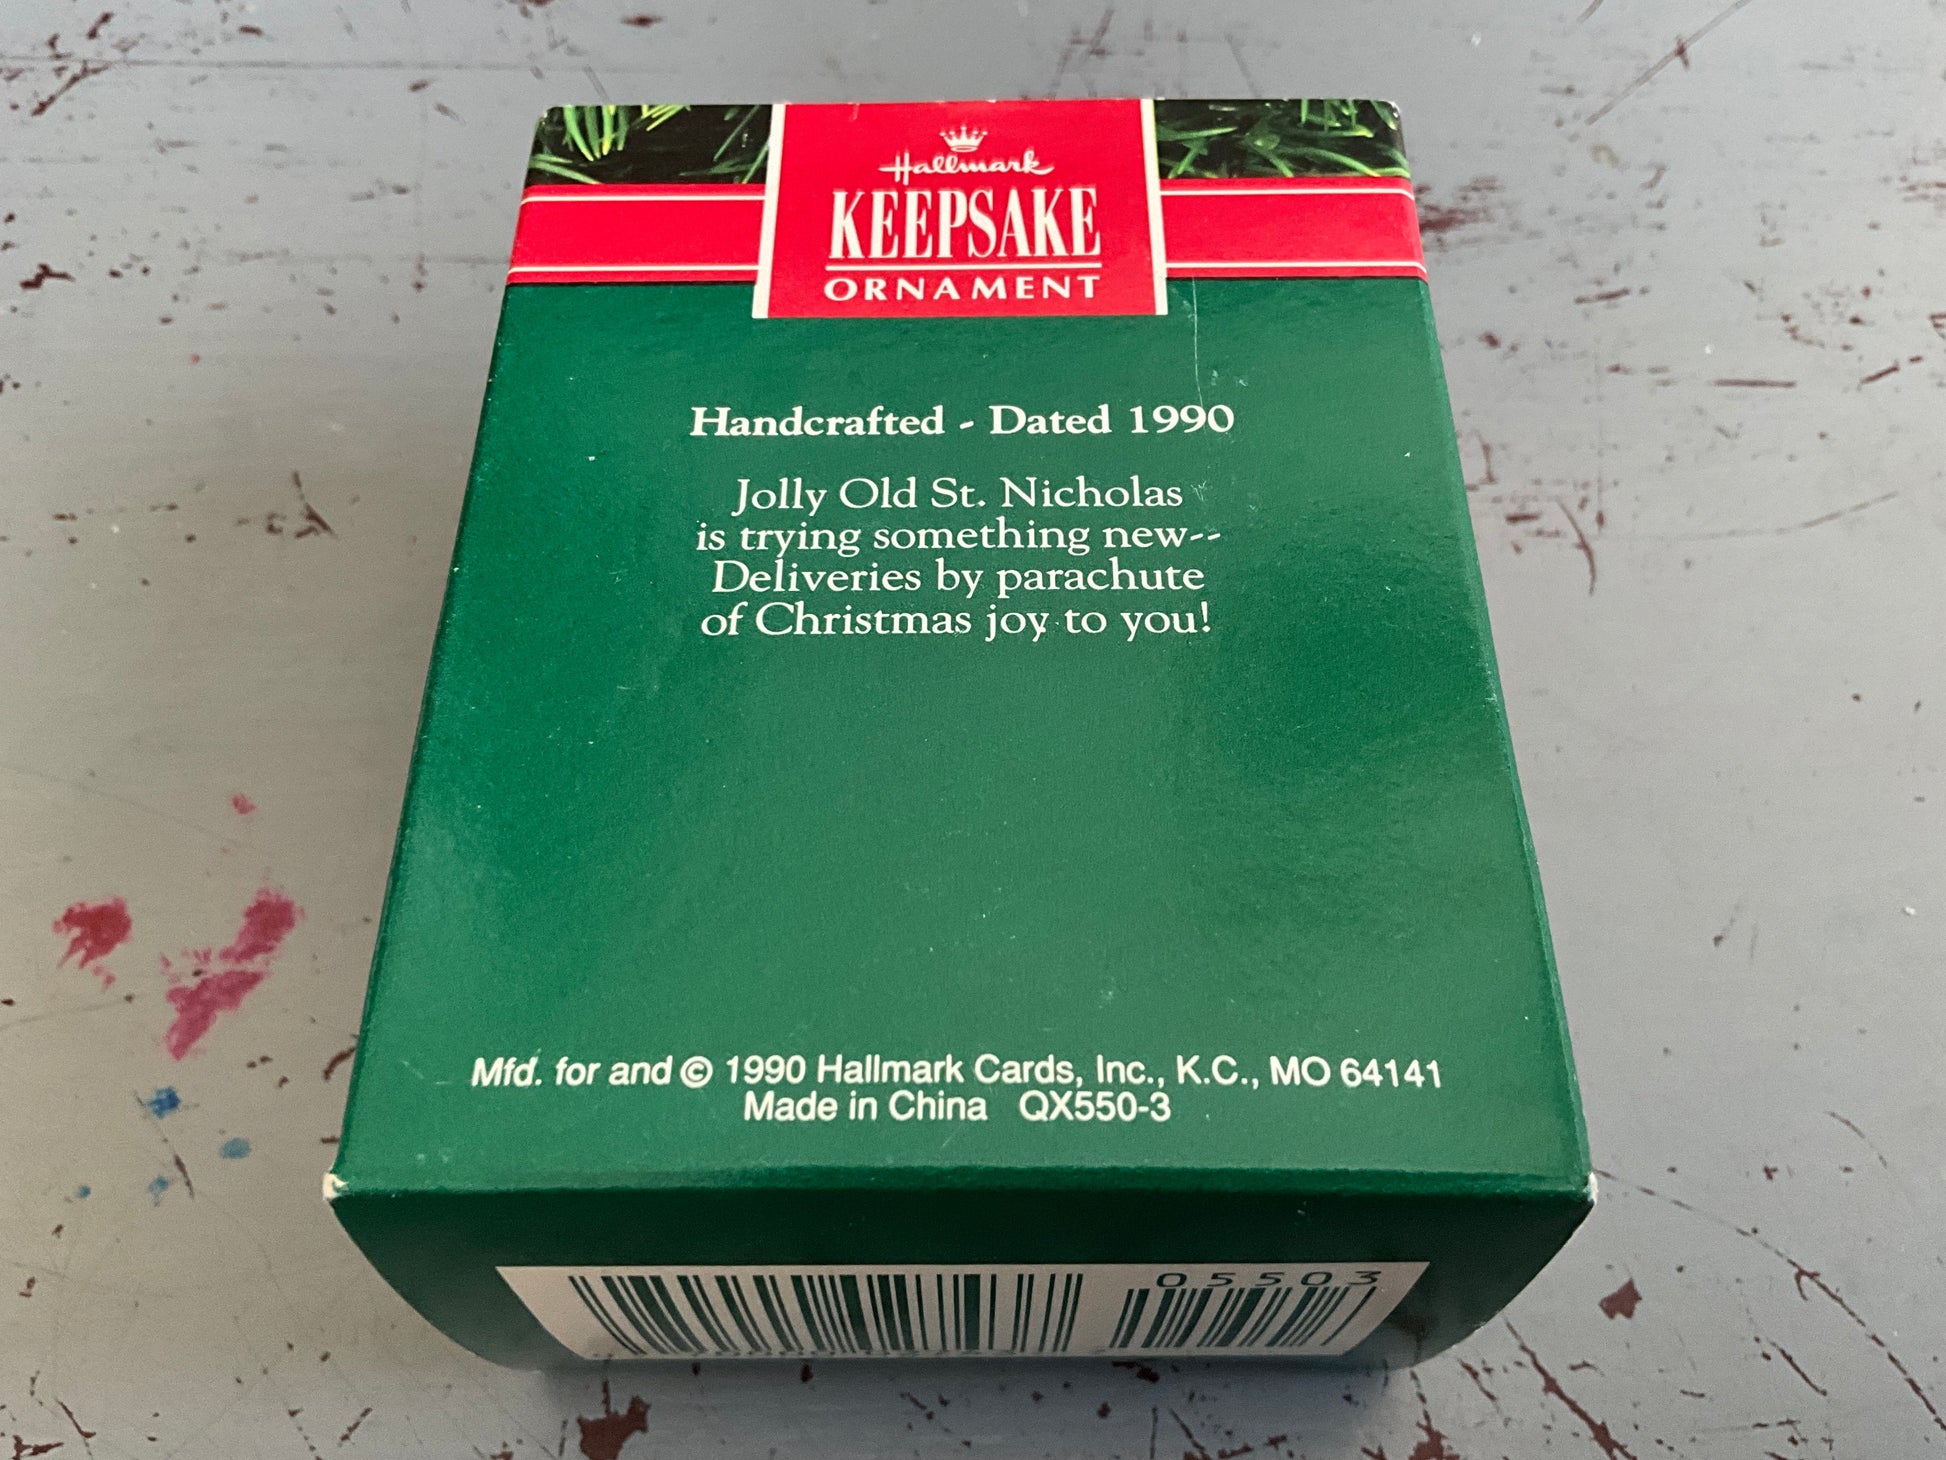 Hallmark
KEEPSAKE
ORNAMENT
Handcrafted - Dated 1990
Jolly Old St. Nicholas
is trying something new--
Deliveries by parachute
of Christmas joy to you!
Mfd. for and © 1990 Hallmark Cards, Inc., K.C., MO 64141
Made in China QX550-3
05503